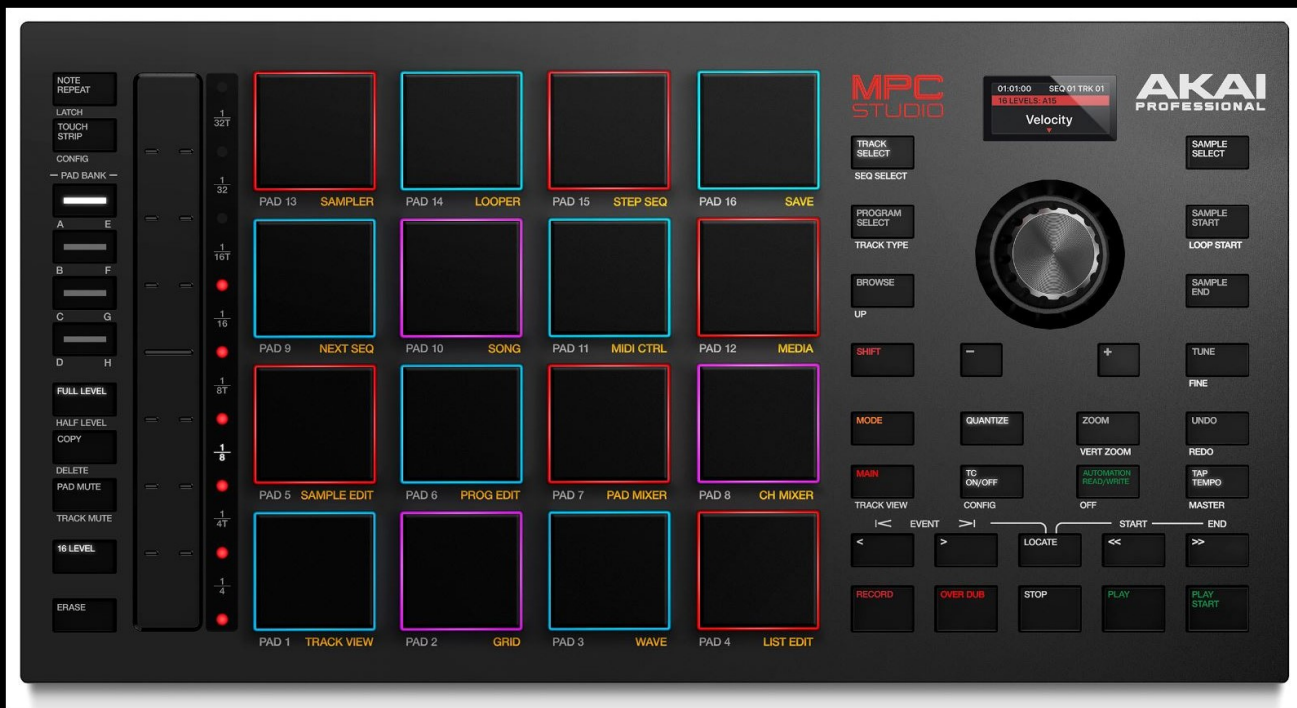 NOTE
REPEAT
LATCH
TOUCH
STRIP
CONFIG
PAD BANK
A E
B F
C G
D H
FULL LEVEL
HALF LEVEL
COPY
DELETE
PAD MUTE
TRACK MUTE
16 LEVEL
ERASE
1/32T
1/32
1/16T
1/16
1/8T
1/8
1/4T
1/4
PAD 13 SAMPLER
PAD 14 LOOPER
PAD 15 STEP SEQ
PAD 16 SAVE
PAD 9 NEXT SEQ
PAD 10 SONG
PAD 11 MIDI CTRL
PAD 12 MEDIA
PAD 5 SAMPLE EDIT
PAD 6 PROG EDIT
PAD 7 PAD MIXER
PAD 8 CH MIXER
PAD 1 TRACK VIEW
PAD 2 GRID
PAD 3 WAVE
PAD 4 LIST EDIT
MPC
STUDIO
01:01:00 SEQ 01 TRK 01
16 LEVELS: A15
Velocity
AKAI
PROFESSIONAL
TRACK
SELECT
SEQ SELECT
SAMPLE
SELECT
PROGRAM
SELECT
TRACK TYPE
SAMPLE
START
LOOP START
BROWSE
UP
SAMPLE
END
SHIFT
-
+
TUNE
FINE
MODE
QUANTIZE
ZOOM
VERT ZOOM
UNDO
REDO
MAIN
TRACK VIEW
TC
ON/OFF
CONFIG
AUTOMATION
READ/WRITE
OFF
TAP
TEMPO
MASTER
|< EVENT >| START END
< > LOCATE << >>
RECORD
OVER DUB
STOP
PLAY
PLAY
START